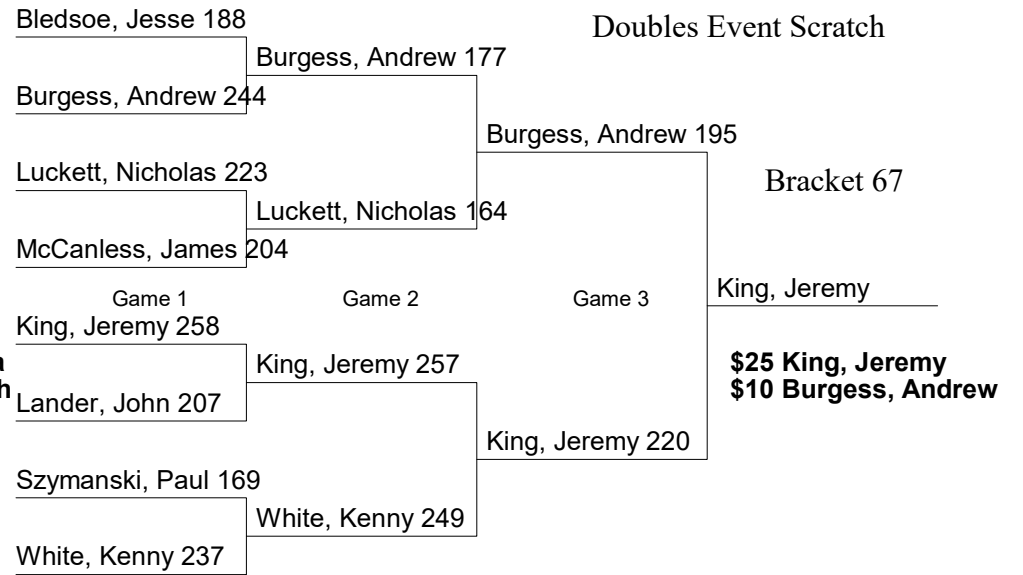 Bledsoe, Jesse 188
Doubles Event Scratch
Burgess, Andrew 177
Burgess, Andrew 244
Burgess, Andrew 195
Luckett, Nicholas 223
Bracket 67
Luckett, Nicholas 164
McCanless, James 204
Game 1
Game 2
Game 3
King, Jeremy
King, Jeremy 258
King, Jeremy 257
$25 King, Jeremy
$10 Burgess, Andrew
Lander, John 207
King, Jeremy 220
Szymanski, Paul 169
White, Kenny 249
White, Kenny 237